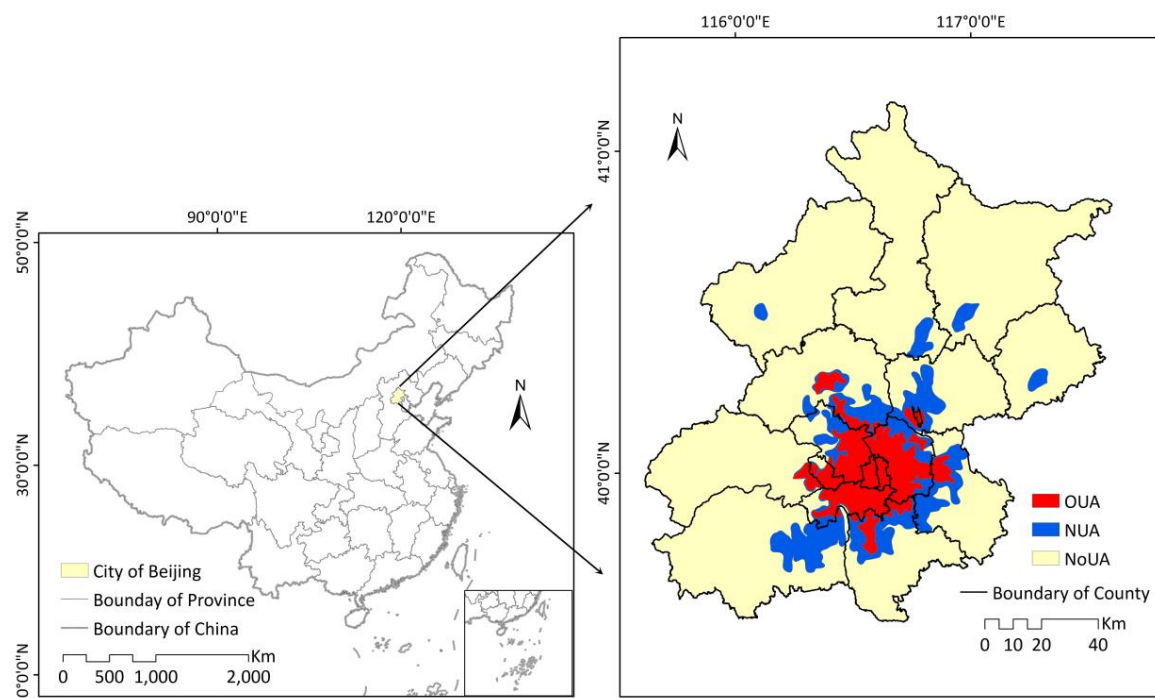 90°0'0"E
120°0'0"E
50°0'0"N
30°0'0"N
0°0'0"N
N
City of Beijing
Bounday of Province
Boundary of China
Km
0 500 1,000 2,000
116°0'0"E
117°0'0"E
41°0'0"N
40°0'0"N
N
OUA
NUA
NoUA
Boundary of County
Km
0 10 20 40